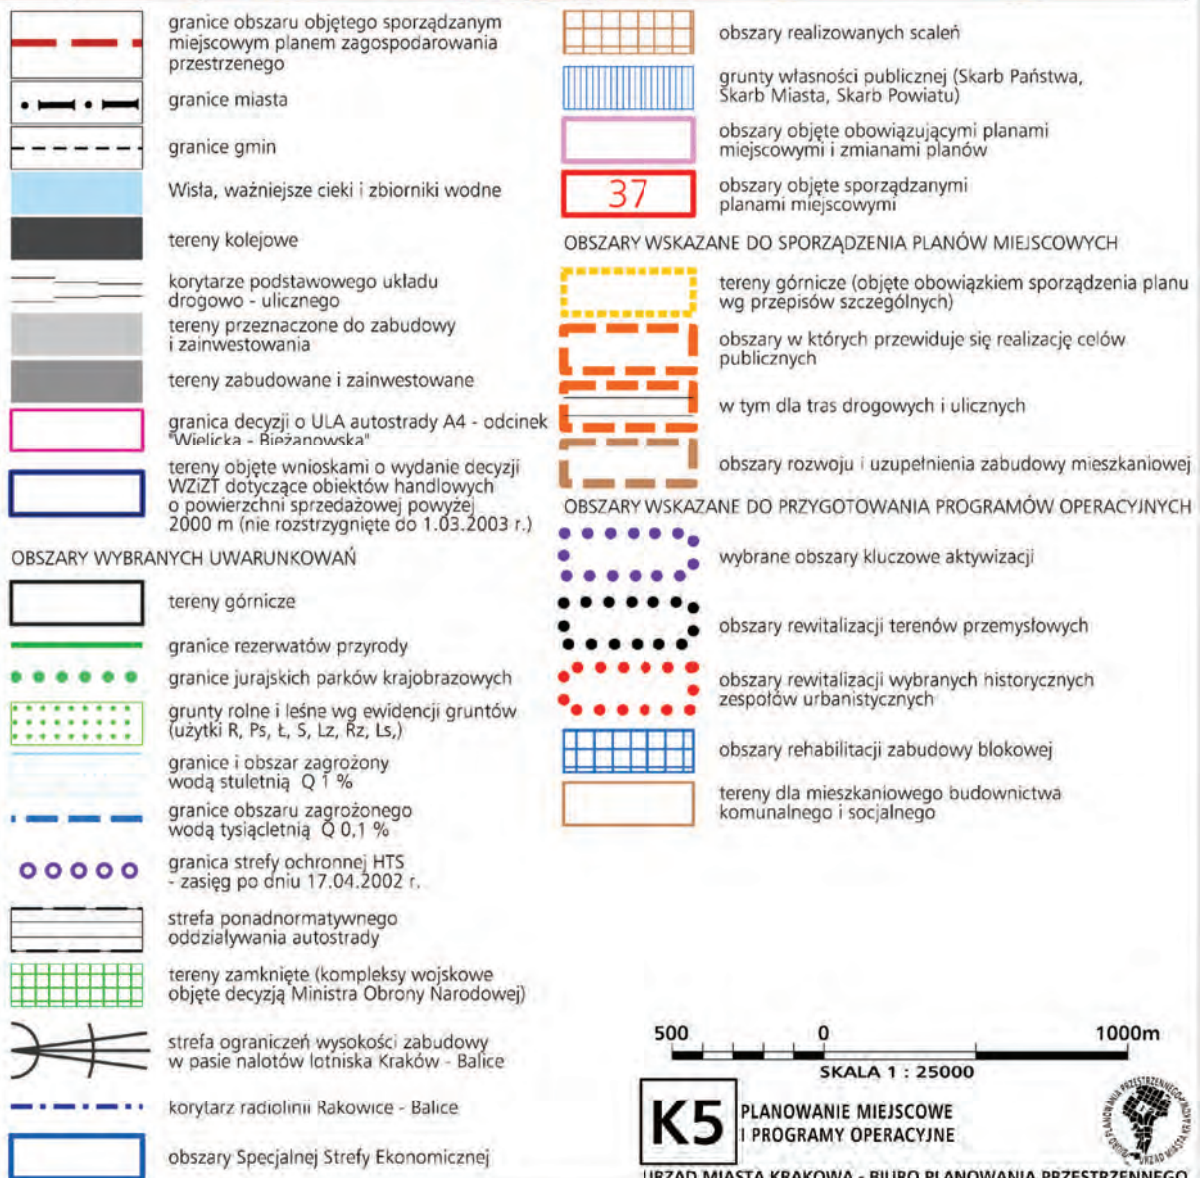 granice obszaru objętego sporządzanym
miejscowym planem zagospodarowania
przestrzenego
granice miasta
granice gmin
Wisła, ważniejsze cieki i zbiorniki wodne
tereny kolejowe
korytarze podstawowego układu
drogowo - ulicznego
tereny przeznaczone do zabudowy
i zainwestowania
tereny zabudowane i zainwestowane
granica decyzji o ULA autostrady A4 - odcinek
"Wielicka - Bieżanowska"
tereny objęte wnioskami o wydanie decyzji
WZiZT dotyczące obiektów handlowych
o powierzchni sprzedażowej powyżej
2000 m (nie rozstrzygnięte do 1.03.2003 r.)
OBSZARY WYBRANYCH UWARUNKOWAŃ
tereny górnicze
granice rezerwatów przyrody
granice jurajskich parków krajobrazowych
grunty rolne i leśne wg ewidencji gruntów
(użytki R, Ps, Ł, S, Lz, Rz, Ls,)
granice i obszar zagrożony
wodą stuletnią Q 1 %
granice obszaru zagrożonego
wodą tysiącletnią Q 0,1 %
granica strefy ochronnej HTS
- zasięg po dniu 17.04.2002 r.
strefa ponadnormatywnego
oddziaływania autostrady
tereny zamknięte (kompleksy wojskowe
objęte decyzją Ministra Obrony Narodowej)
strefa ograniczeń wysokości zabudowy
w pasie nalotów lotniska Kraków - Balice
korytarz radiolinii Rakowice - Balice
obszary Specjalnej Strefy Ekonomicznej
obszary realizowanych scaleń
grunty własności publicznej (Skarb Państwa,
Skarb Miasta, Skarb Powiatu)
obszary objęte obowiązującymi planami
miejscowymi i zmianami planów
37
obszary objęte sporządzanymi
planami miejscowymi
OBSZARY WSKAZANE DO SPORZĄDZENIA PLANÓW MIEJSCOWYCH
tereny górnicze (objęte obowiązkiem sporządzenia planu
wg przepisów szczególnych)
obszary w których przewiduje się realizację celów
publicznych
w tym dla tras drogowych i ulicznych
obszary rozwoju i uzupełnienia zabudowy mieszkaniowej
OBSZARY WSKAZANE DO PRZYGOTOWANIA PROGRAMÓW OPERACYJNYCH
wybrane obszary kluczowe aktywizacji
obszary rewitalizacji terenów przemysłowych
obszary rewitalizacji wybranych historycznych
zespołów urbanistycznych
obszary rehabilitacji zabudowy blokowej
tereny dla mieszkaniowego budownictwa
komunalnego i socjalnego
500 0 1000m
SKALA 1 : 25000
K5
PLANOWANIE MIEJSCOWE
I PROGRAMY OPERACYJNE
BIURO PLANOWANIA PRZESTRZENNEGO
URZĄD MIASTA KRAKOWA
URZĄD MIASTA KRAKOWA - BIURO PLANOWANIA PRZESTRZENNEGO